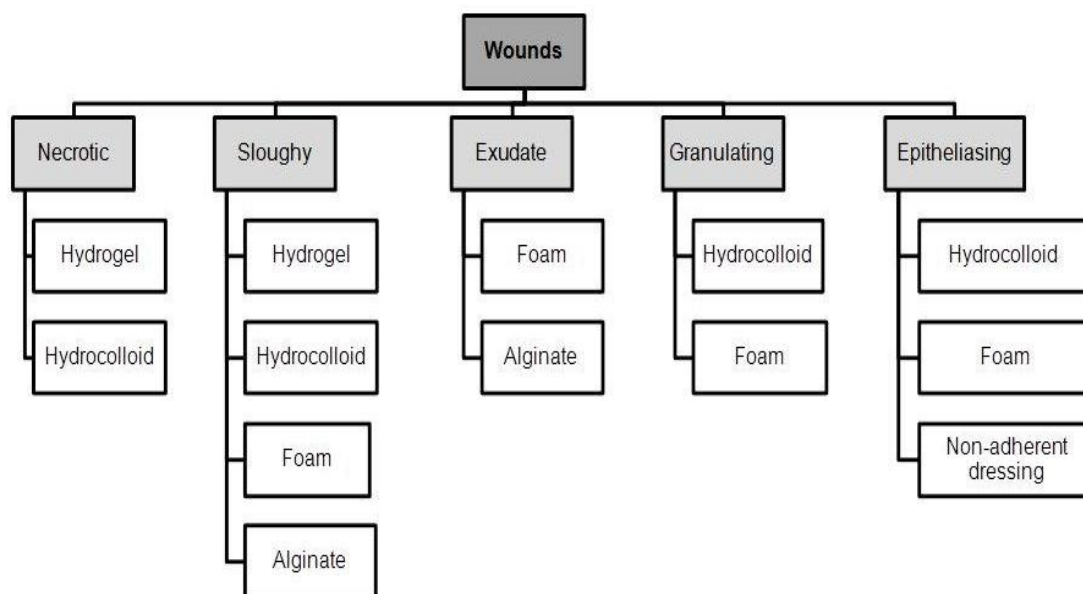 Wounds
Necrotic
Sloughy
Exudate
Granulating
Epitheliasing
Hydrogel
Hydrogel
Foam
Hydrocolloid
Hydrocolloid
Hydrocolloid
Hydrocolloid
Alginate
Foam
Foam
Foam
Non-adherent
dressing
Alginate